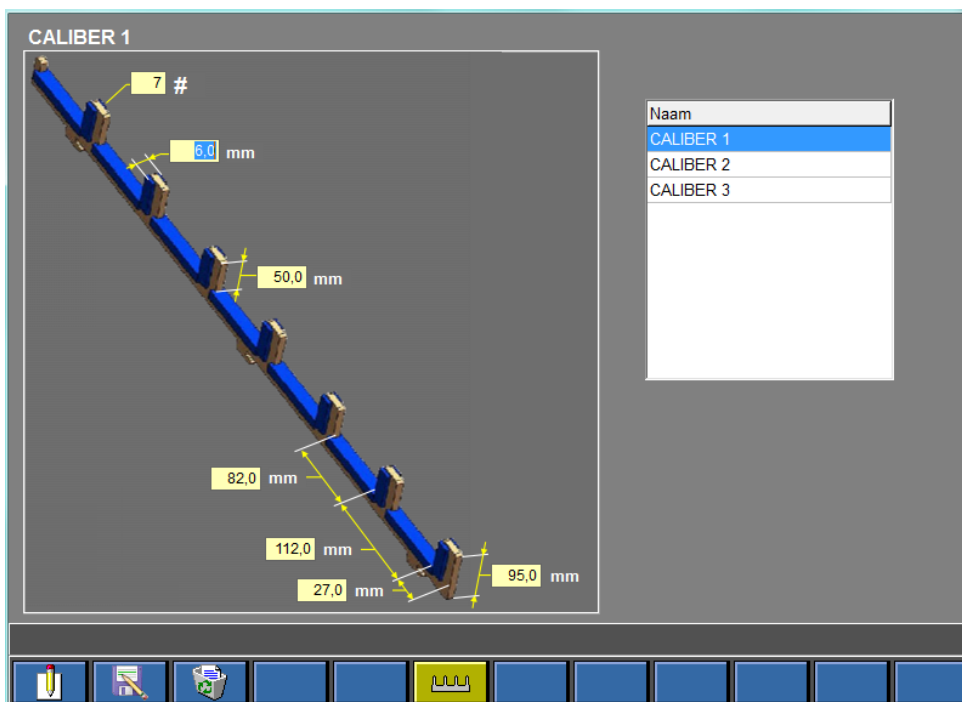 CALIBER 1
7 #
6,0 mm
50,0 mm
82,0 mm
112,0 mm
27,0 mm
95,0 mm
Naam
CALIBER 1
CALIBER 2
CALIBER 3